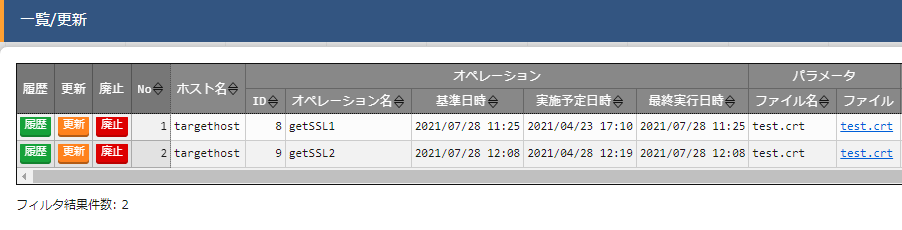 一覧/更新
履歴 更新 廃止 No ホスト名 オペレーション パラメータ
ID オペレーション名 基準日時 実施予定日時 最終実行日時 ファイル名 ファイル
履歴 更新 廃止 1 targethost 8 getSSL1 2021/07/28 11:25 2021/04/23 17:10 2021/07/28 11:25 test.crt test.crt
履歴 更新 廃止 2 targethost 9 getSSL2 2021/07/28 12:08 2021/04/28 12:19 2021/07/28 12:08 test.crt test.crt
フィルタ結果件数: 2